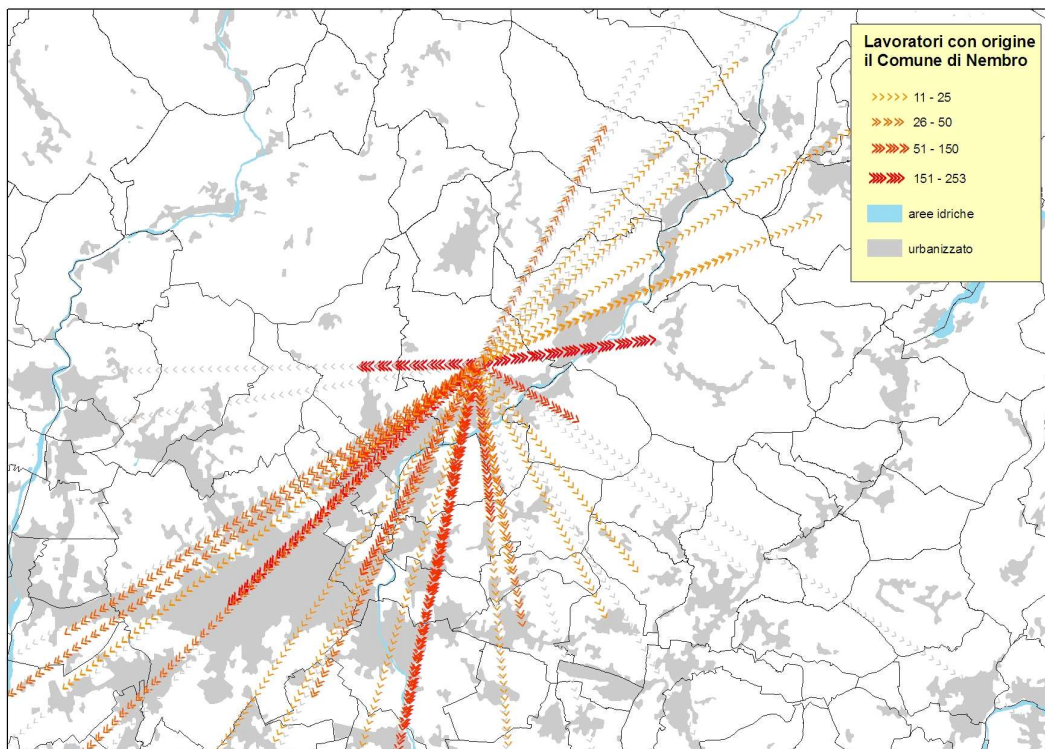 Lavoratori con origine
il Comune di Nembro
11 - 25
26 - 50
51 - 150
151 - 253
aree idriche
urbanizzato